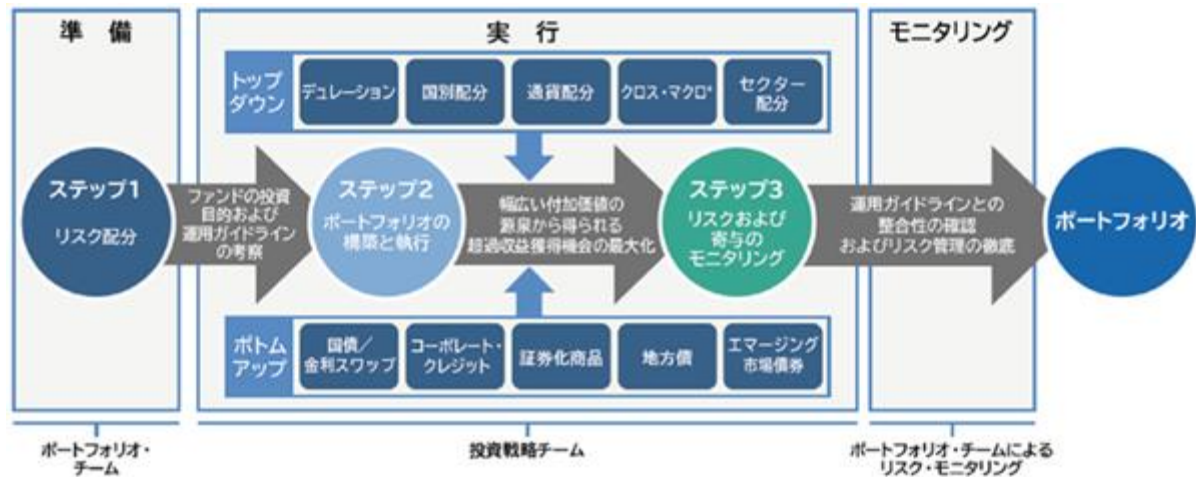 準 備
実 行
モニタリング
トップ
ダウン
デュレーション
国別配分
通貨配分
クロス・マクロ*
セクター
配分
ステップ1
リスク配分
ファンドの投資
目的および
運用ガイドライン
の考察
ステップ2
ポートフォリオの
構築と執行
幅広い付加価値の
源泉から得られる
超過収益獲得機会の最大化
ステップ3
リスクおよび
寄与の
モニタリング
運用ガイドラインとの
整合性の確認
およびリスク管理の徹底
ポートフォリオ
ボトム
アップ
国債／
金利スワップ
コーポレート・
クレジット
証券化商品
地方債
エマージング
市場債券
ポートフォリオ・
チーム
投資戦略チーム
ポートフォリオ・チームによる
リスク・モニタリング